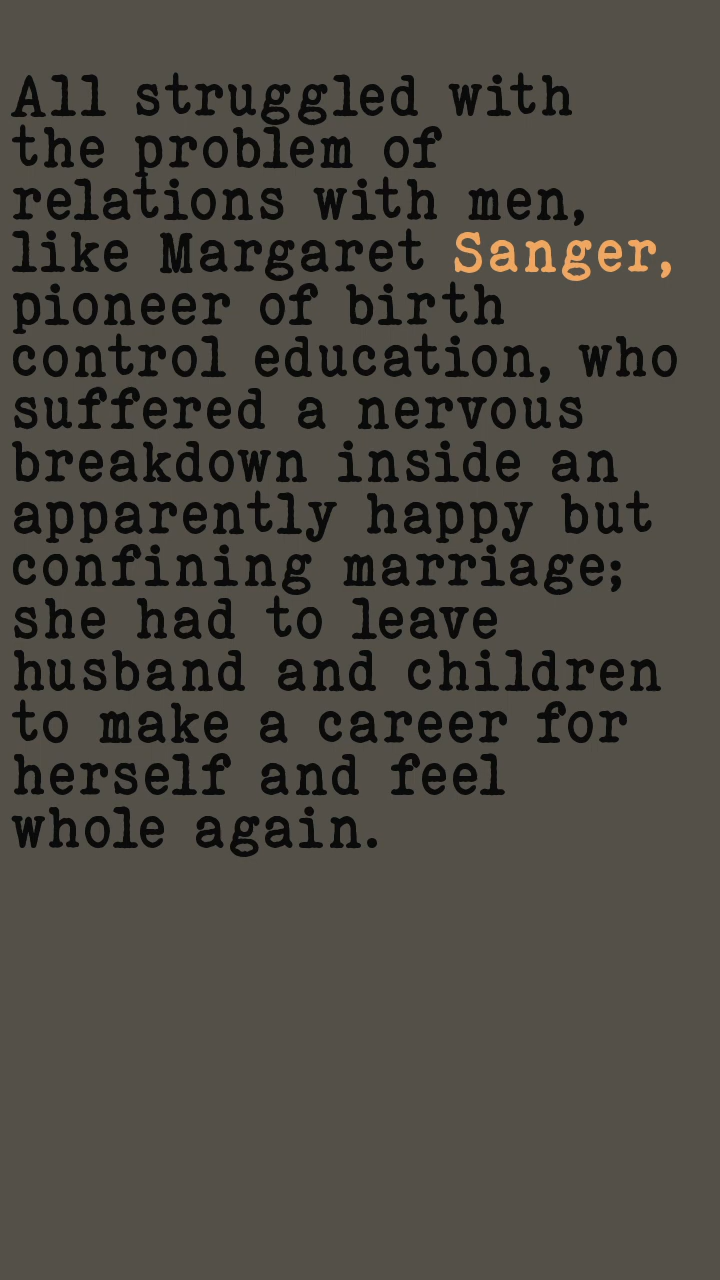 All struggled with
the problem of
relations with men,
like Margaret Sanger,
pioneer of birth
control education, who
suffered a nervous
breakdown inside an
apparently happy but
confining marriage;
she had to leave
husband and children
to make a career for
herself and feel
whole again.